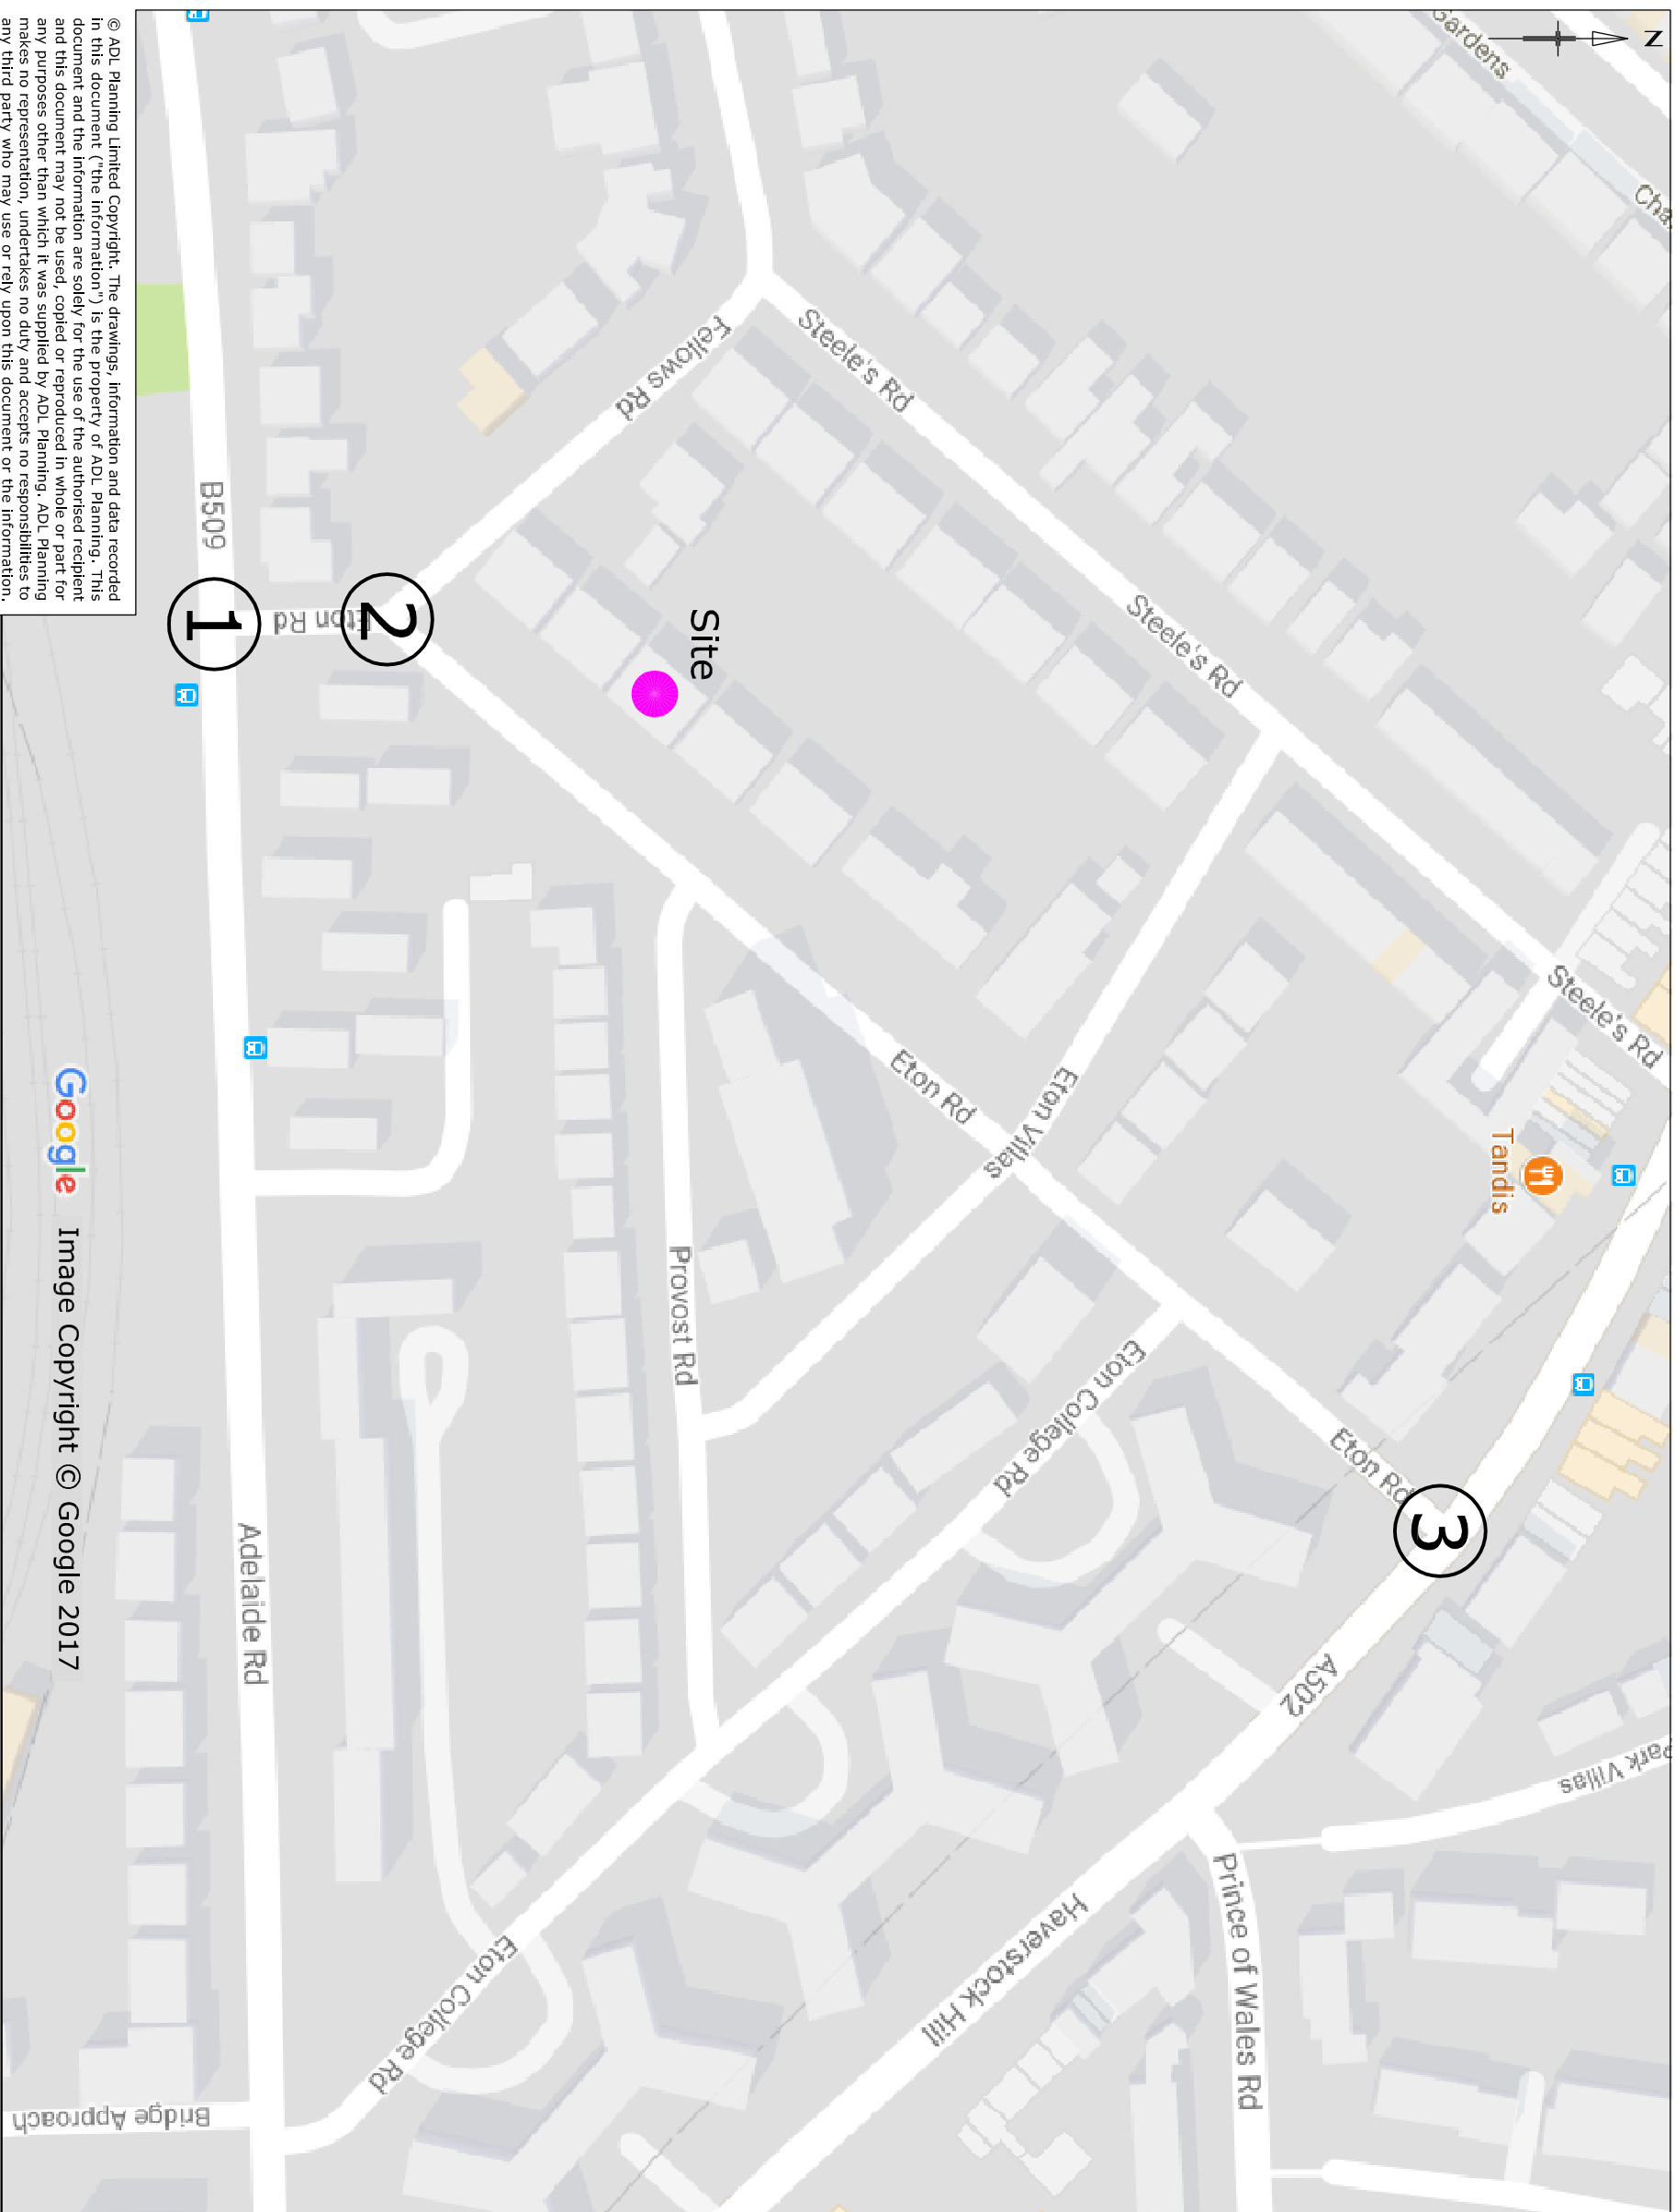 N
Gardens
Cha
Steele's Rd
Fellows Rd
Steele's Rd
Steele's Rd
Tandis
Site
Eton Villas
Eton Rd
Eton Rd
3
Eton College Rd
A502
Park Villas
Prince of Wales Rd
Haverstock Hill
Provost Rd
2
Eton Rd
1
B509
Adelaide Rd
Eton College Rd
Bridge Approach
Google Image Copyright © Google 2017
© ADL Planning Limited Copyright. The drawings, information and data recorded
in this document ("the information") is the property of ADL Planning. This
document and the information are solely for the use of the authorised recipient
and this document may not be used, copied or reproduced in whole or part for
any purposes other than which it was supplied by ADL Planning. ADL Planning
makes no representation, undertakes no duty and accepts no responsibilities to
any third party who may use or rely upon this document or the information.